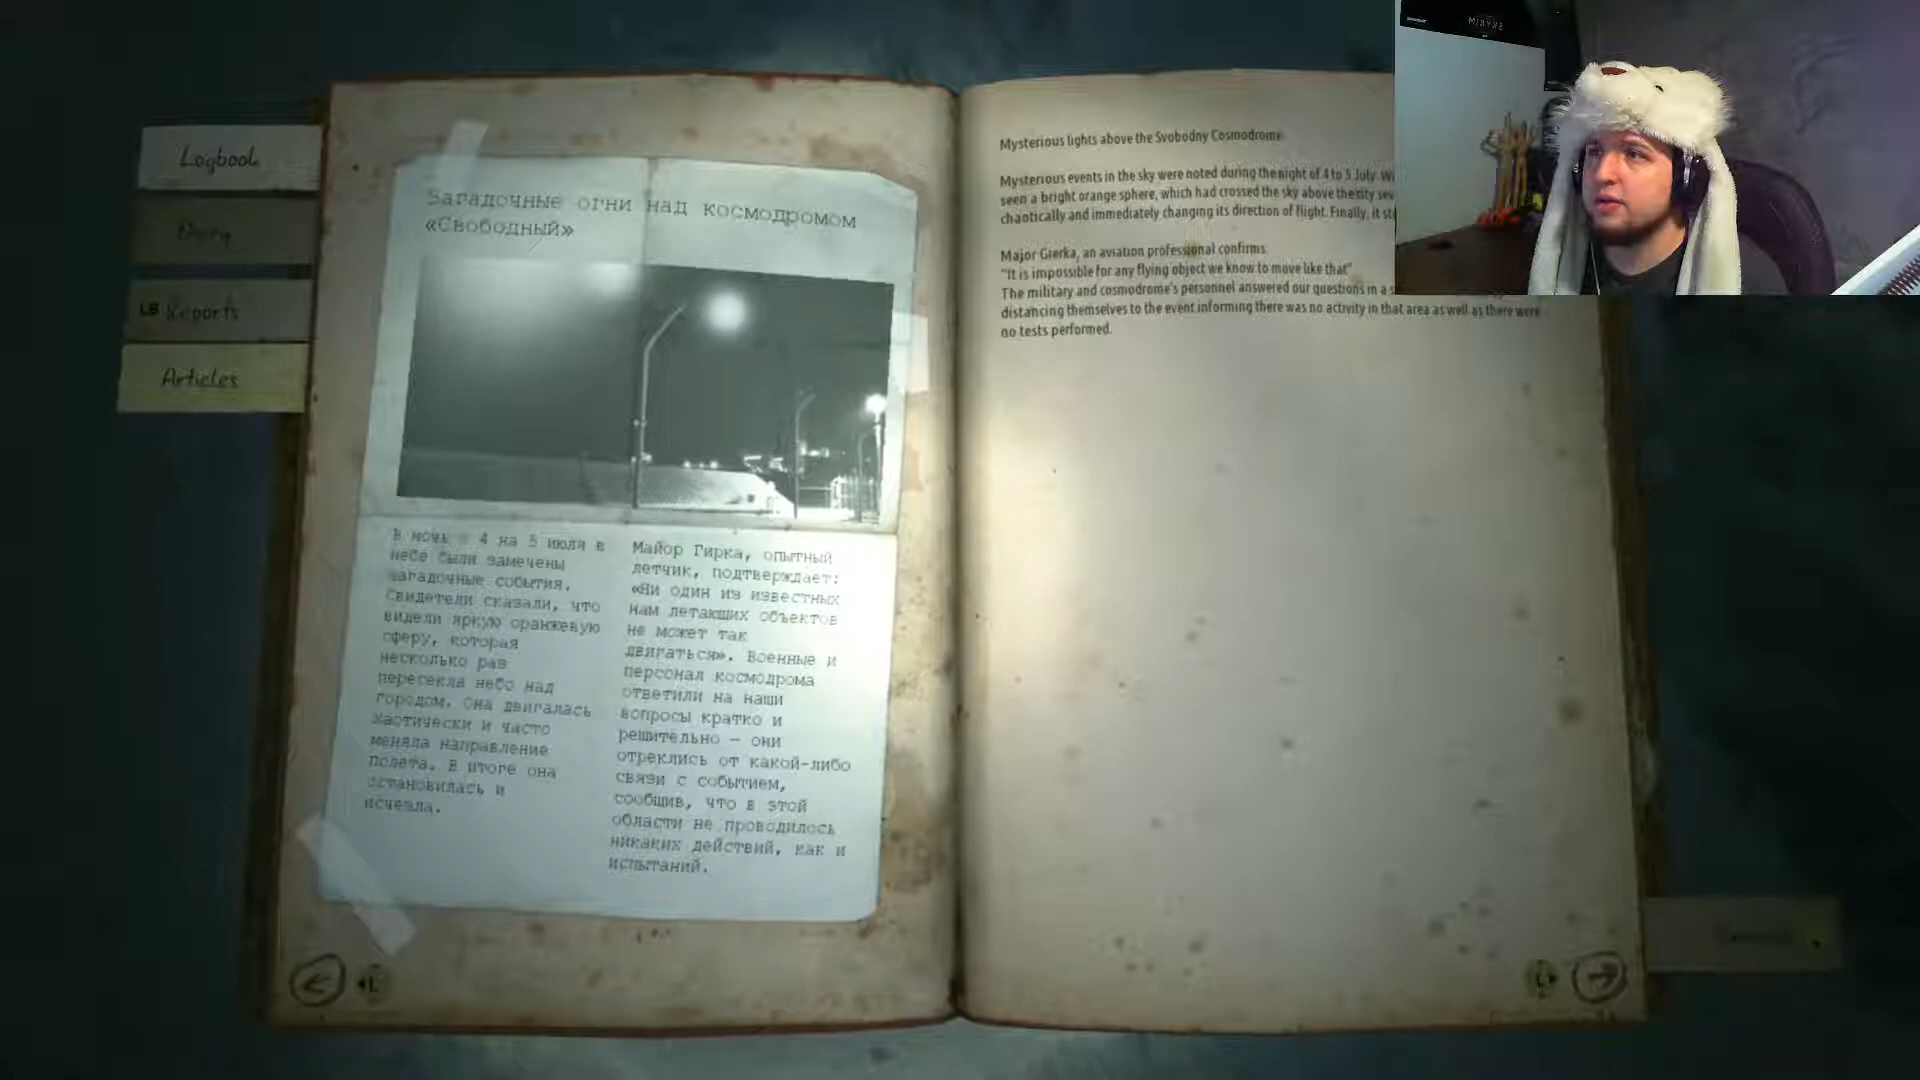 Logbook
Diary
LB Reports
Articles
Загадочные огни над космодромом
«Свободный»
В ночь с 4 на 5 июля в
небе были замечены
загадочные события.
Свидетели сказали, что
видели яркую оранжевую
сферу, которая
несколько раз
пересекла небо над
городом. Она двигалась
хаотически и часто
меняла направление
полета. В итоге она
остановилась и
исчезла.
Майор Гирка, опытный
летчик, подтверждает:
«Ни один из известных
нам летающих объектов
не может так
двигаться». Военные и
персонал космодрома
ответили на наши
вопросы кратко и
решительно — они
отреклись от какой-либо
связи с событием,
сообщив, что в этой
области не проводилось
никаких действий, как и
испытаний.
Mysterious lights above the Svobodny Cosmodrome
Mysterious events in the sky were noted during the night of 4 to 5 July.
seen a bright orange sphere, which had crossed the sky above the city
chaotically and immediately changing its direction of flight. Finally, it
Major Gierka, an aviation professional confirms:
"It is impossible for any flying object we know to move like that"
The military and cosmodrome's personnel answered our questions in a
distancing themselves to the event informing there was no activity in that area as well as there were
no tests performed.
SKYRIM